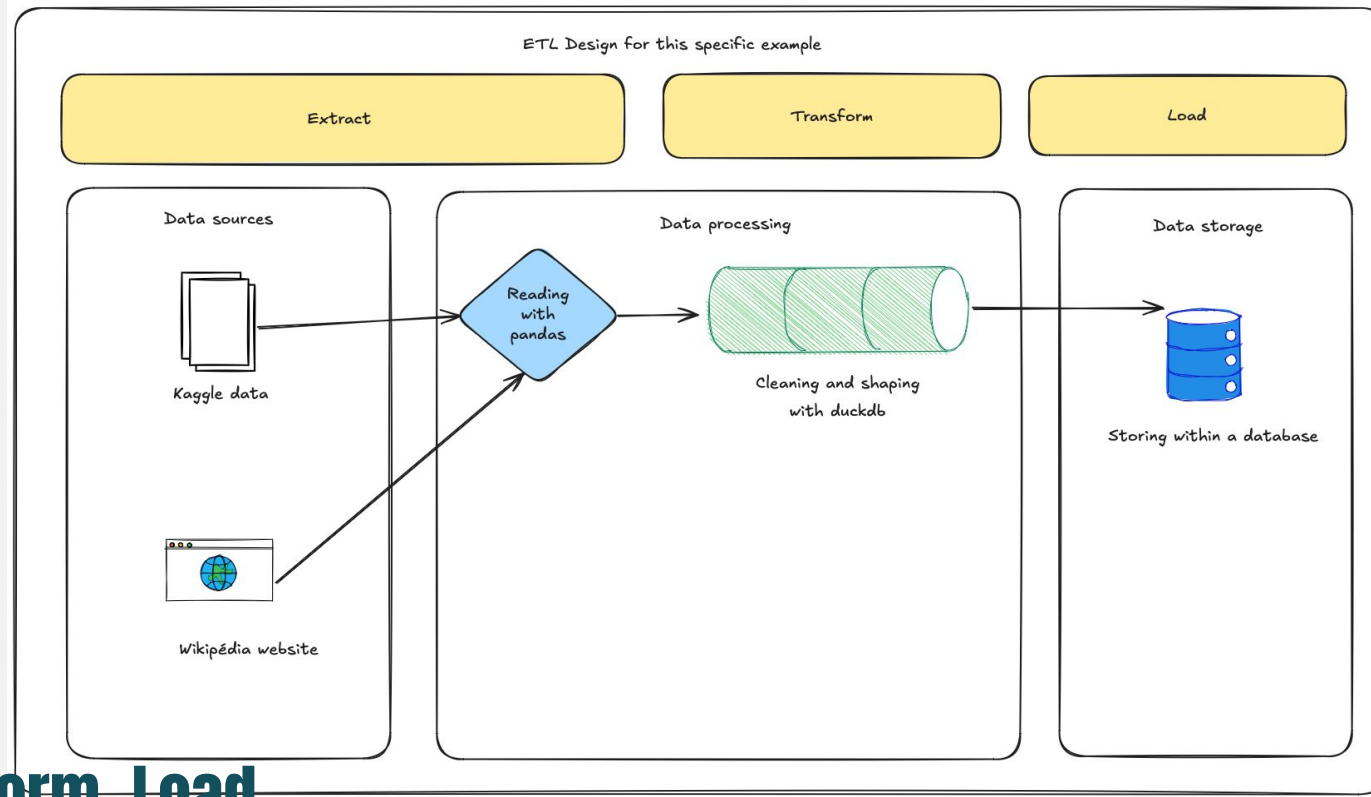 ETL Design for this specific example
Extract
Transform
Load
Data sources
Data processing
Data storage
Reading
with
pandas
Kaggle data
Cleaning and shaping
with duckdb
Storing within a database
Wikipédia website
Load